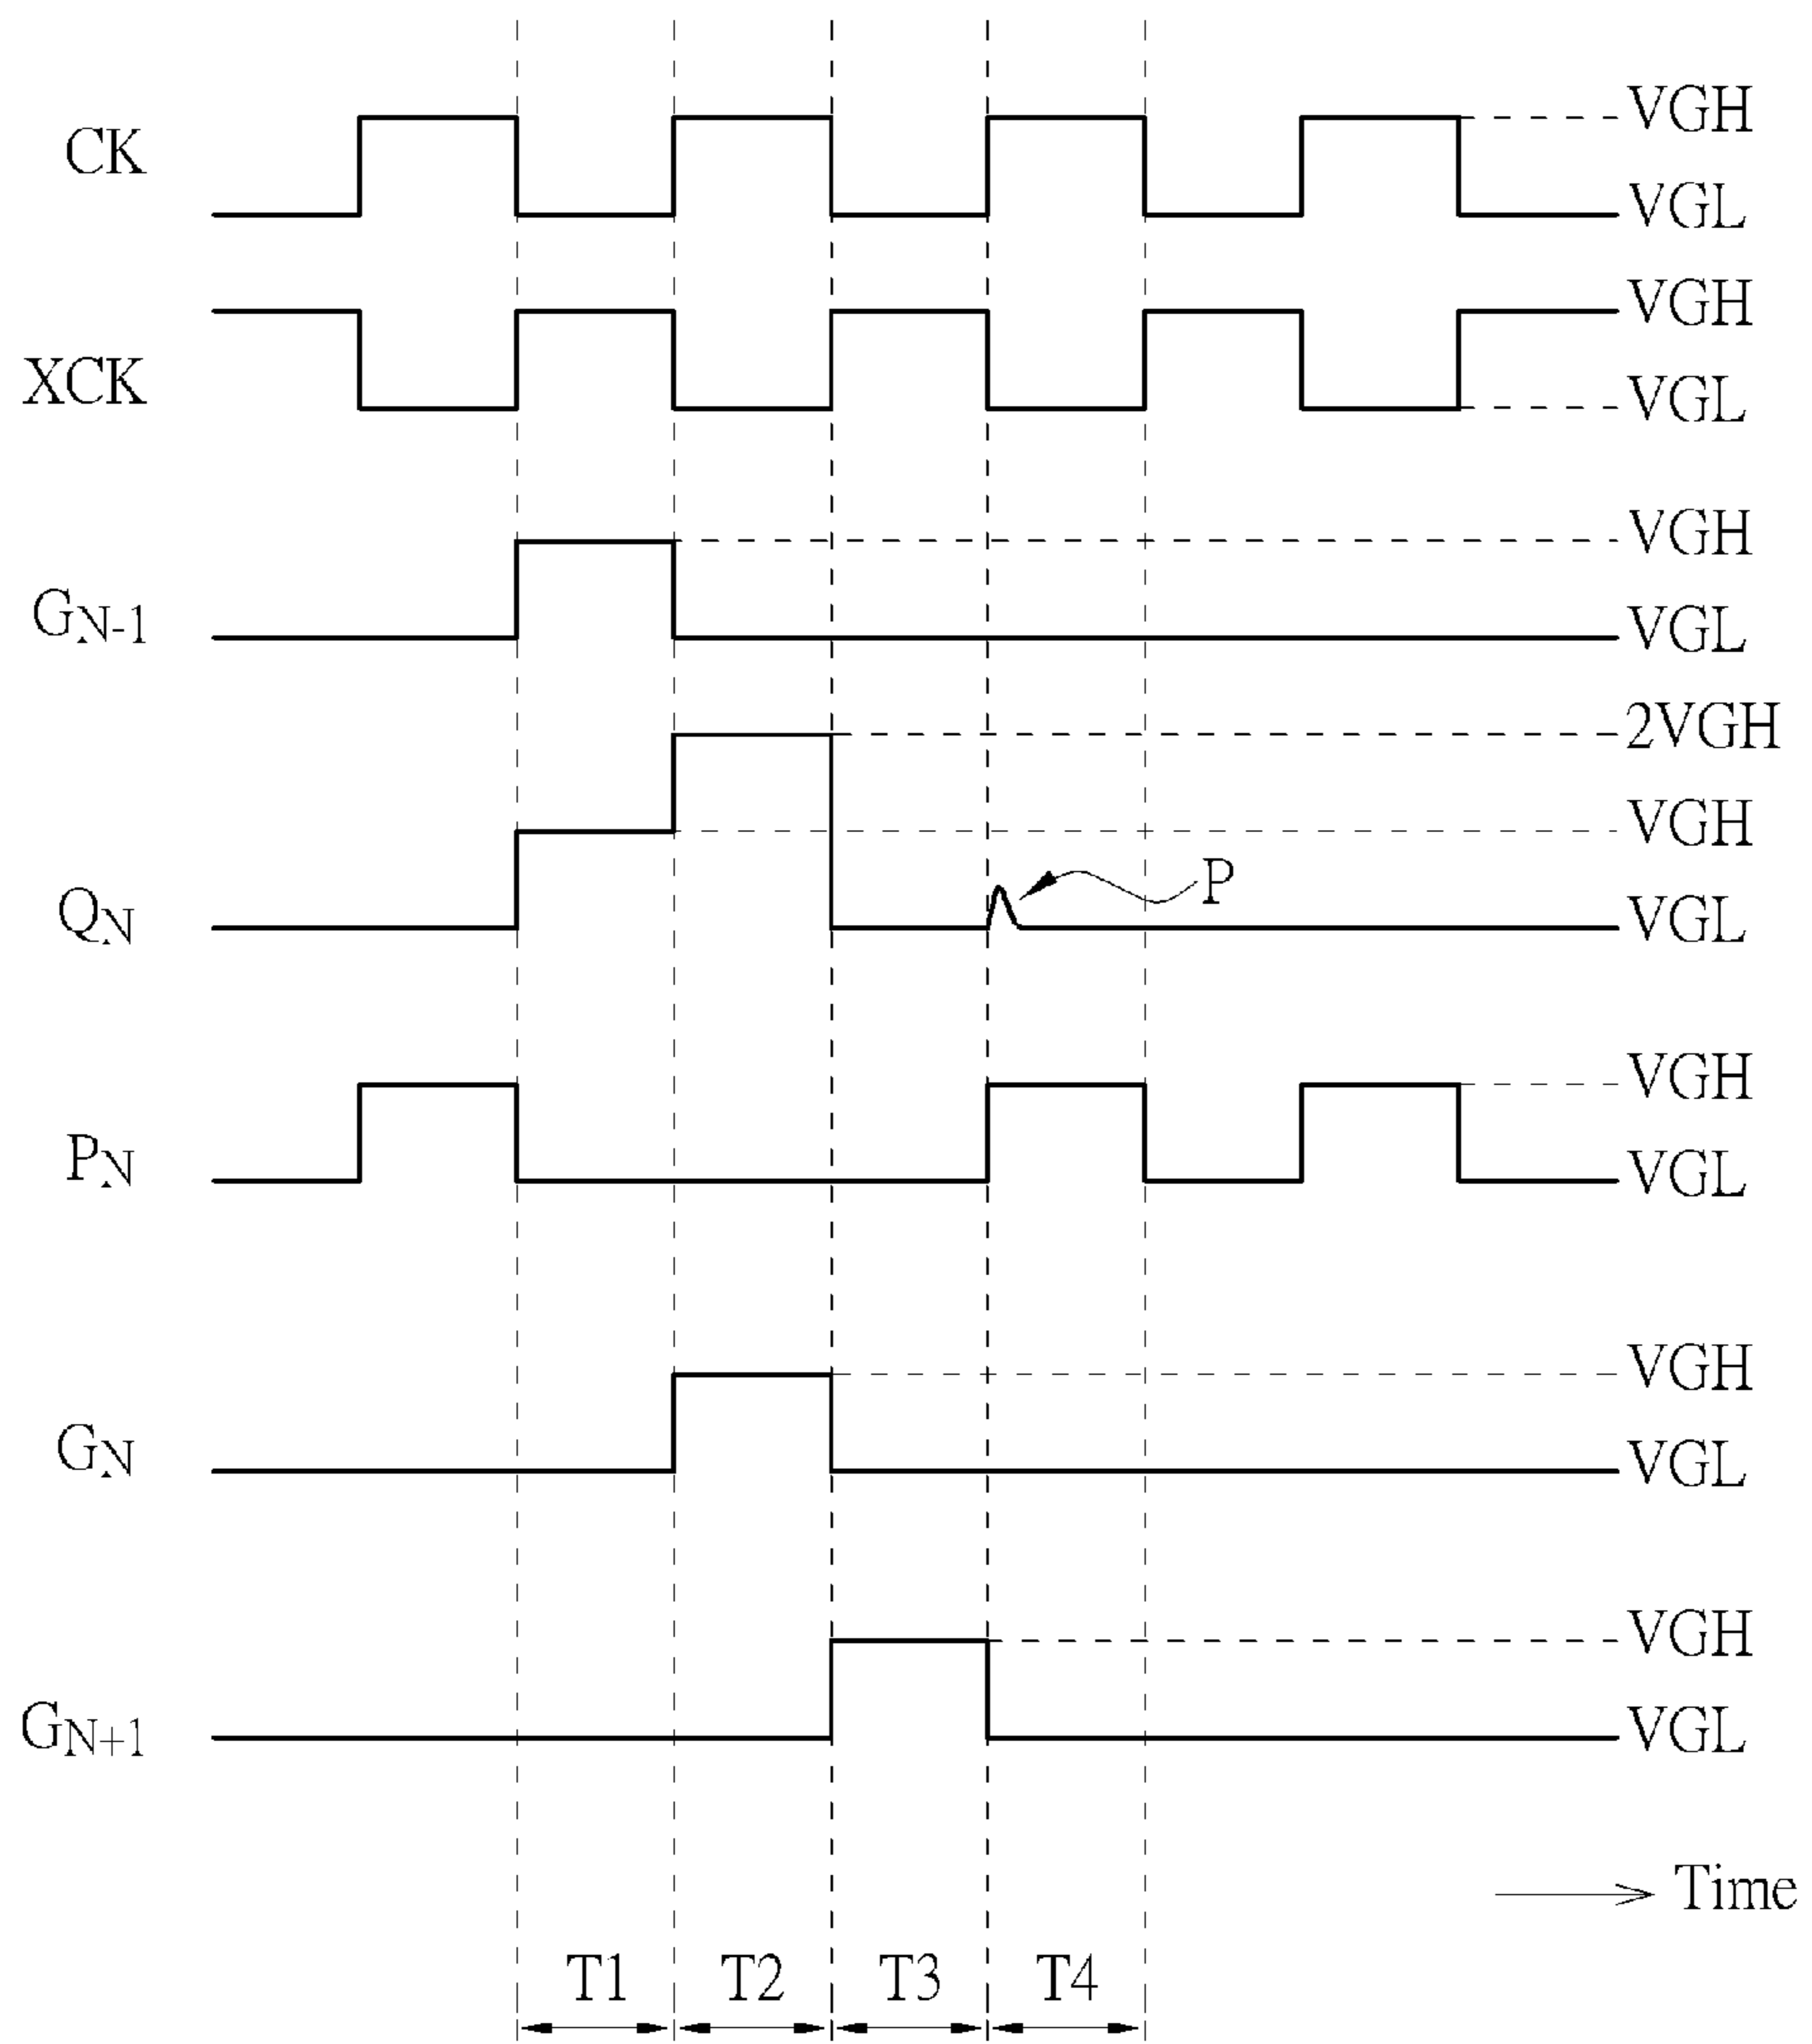 CK
VGH
VGL
XCK
VGH
VGL
GN-1
VGH
VGL
QN
2VGH
VGH
VGL
P
PN
VGH
VGL
GN
VGH
VGL
GN+1
VGH
VGL
Time
T1 T2 T3 T4